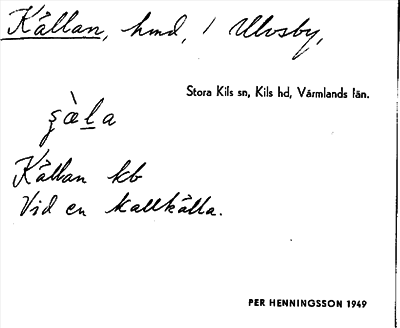 Källan, hmd, / Ulvsby,
Stora Kils sn, Kils hd, Värmlands län.
Källan kb
Vid en kallkälla.
PER HENNINGSSON 1949